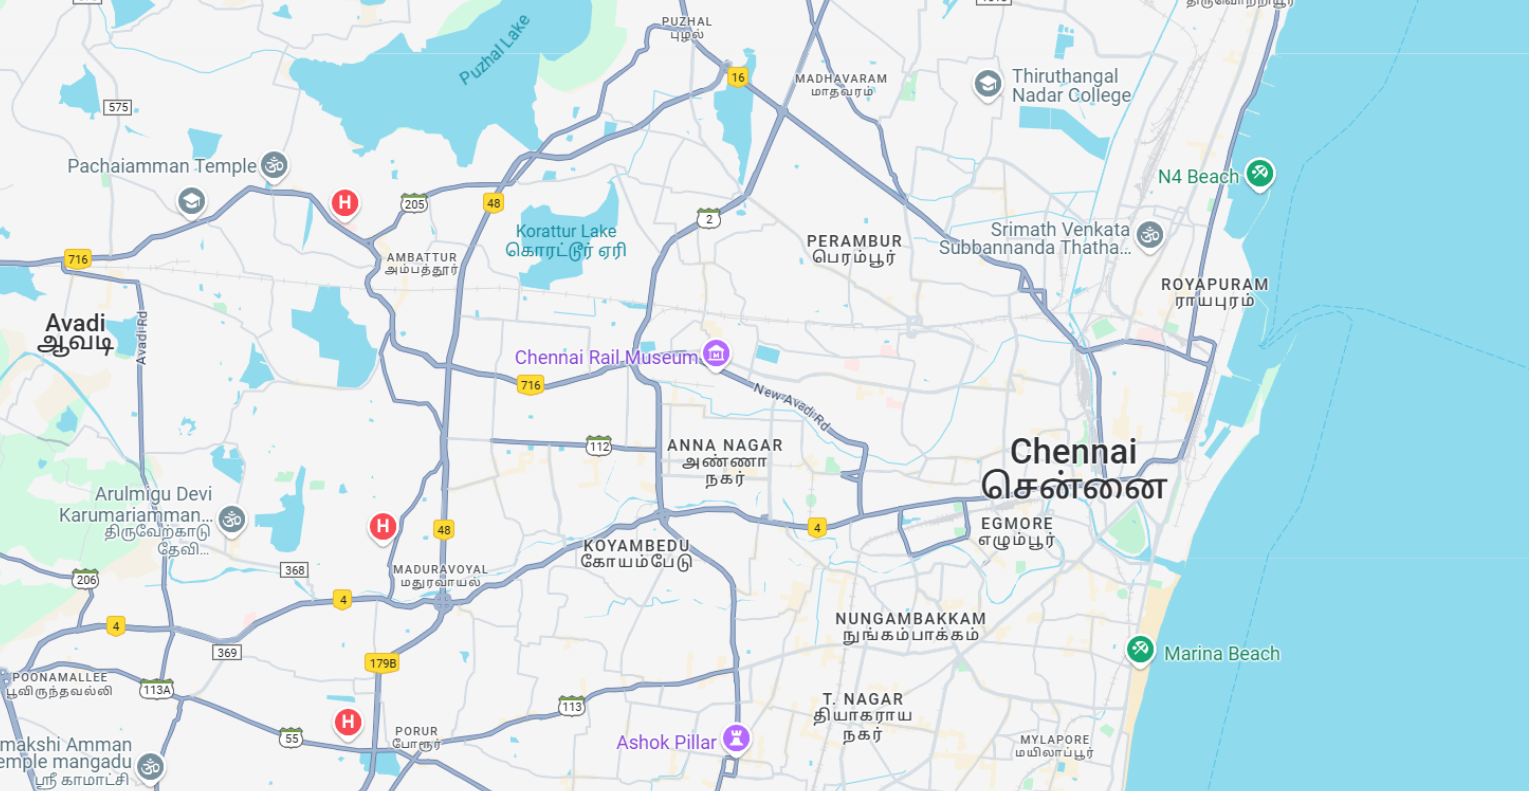 திருவொற்றியூர்
PUZHAL
புழல்
Puzhal Lake
16
MADHAVARAM
மாதவரம்
Thiruthangal
Nadar College
575
Pachaiamman Temple
H
205
48
N4 Beach
2
Korattur Lake
கொரட்டூர் ஏரி
PERAMBUR
பெரம்பூர்
Srimath Venkata
Subbannanda Thatha...
716
AMBATTUR
அம்பத்தூர்
ROYAPURAM
ராயபுரம்
Avadi
ஆவடி
Avadi Rd
Chennai Rail Museum
716
New Avadi Rd
112
ANNA NAGAR
அண்ணா
நகர்
Chennai
சென்னை
Arulmigu Devi
Karumariamman...
திருவேற்காடு
தேவி...
H
48
4
EGMORE
எழும்பூர்
KOYAMBEDU
கோயம்பேடு
206
368
MADURAVOYAL
மதுரவாயல்
4
4
369
NUNGAMBAKKAM
நுங்கம்பாக்கம்
179B
Marina Beach
POONAMALLEE
பூவிருந்தவல்லி
113A
113
T. NAGAR
தியாகராய
நகர்
H
55
PORUR
போரூர்
Ashok Pillar
MYLAPORE
மயிலாப்பூர்
makshi Amman
emple mangadu
ஸ்ரீ காமாட்சி